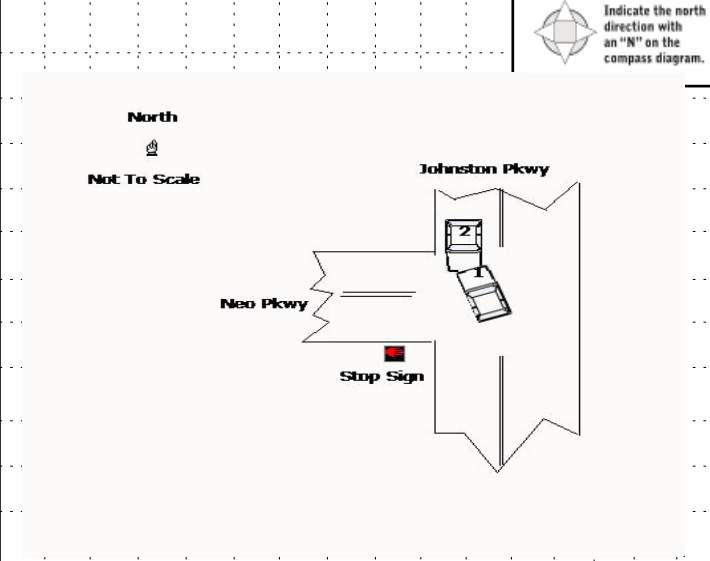 Indicate the north
direction with
an "N" on the
compass diagram.
North
Not To Scale
Johnston Pkwy
2
1
Neo Pkwy
Stop Sign